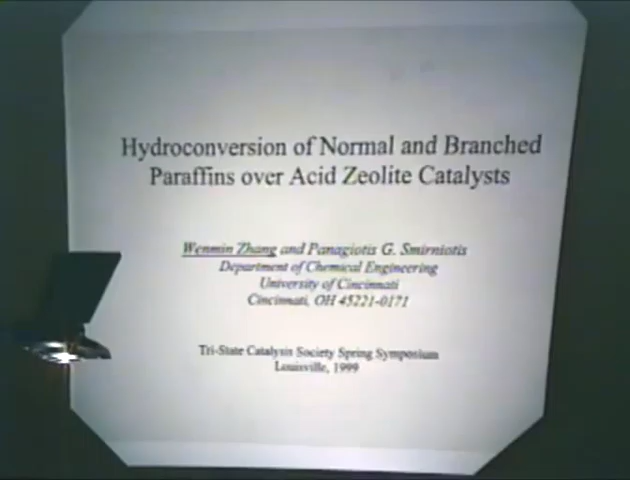 Hydroconversion of Normal and Branched
Paraffins over Acid Zeolite Catalysts
Wenmin Zhang and Panagiotis G. Smirniotis
Department of Chemical Engineering
University of Cincinnati
Cincinnati, OH 45221-0171
Tri-State Catalysis Society Spring Symposium
Louisville, 1999